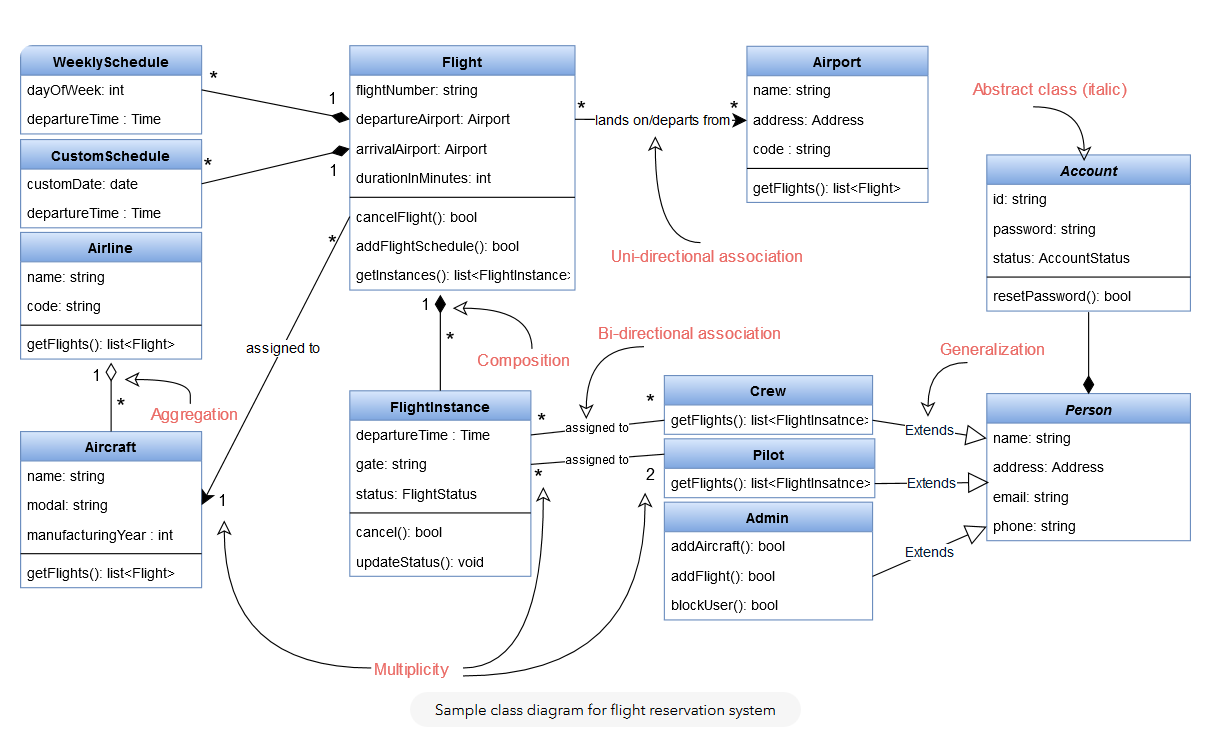 WeeklySchedule
dayOfWeek: int
departureTime : Time
CustomSchedule
customDate: date
departureTime : Time
Airline
name: string
code: string
getFlights(): list<Flight>
1
*
Aggregation
Aircraft
name: string
modal: string
manufacturingYear : int
getFlights(): list<Flight>
*
1
*
1
Flight
flightNumber: string
departureAirport: Airport
arrivalAirport: Airport
durationInMinutes: int
cancelFlight(): bool
addFlightSchedule(): bool
getInstances(): list<FlightInstance>
*
assigned to
1
1
*
Composition
FlightInstance
departureTime : Time
gate: string
status: FlightStatus
cancel(): bool
updateStatus(): void
*
lands on/departs from
*
Uni-directional association
Airport
name: string
address: Address
code : string
getFlights(): list<Flight>
Abstract class (italic)
Account
id: string
password: string
status: AccountStatus
resetPassword(): bool
Bi-directional association
*
assigned to
*
*
assigned to
2
Crew
getFlights(): list<FlightInsatnce>
Pilot
getFlights(): list<FlightInsatnce>
Admin
addAircraft(): bool
addFlight(): bool
blockUser(): bool
Generalization
Extends
Extends
Extends
Person
name: string
address: Address
email: string
phone: string
Multiplicity
Sample class diagram for flight reservation system